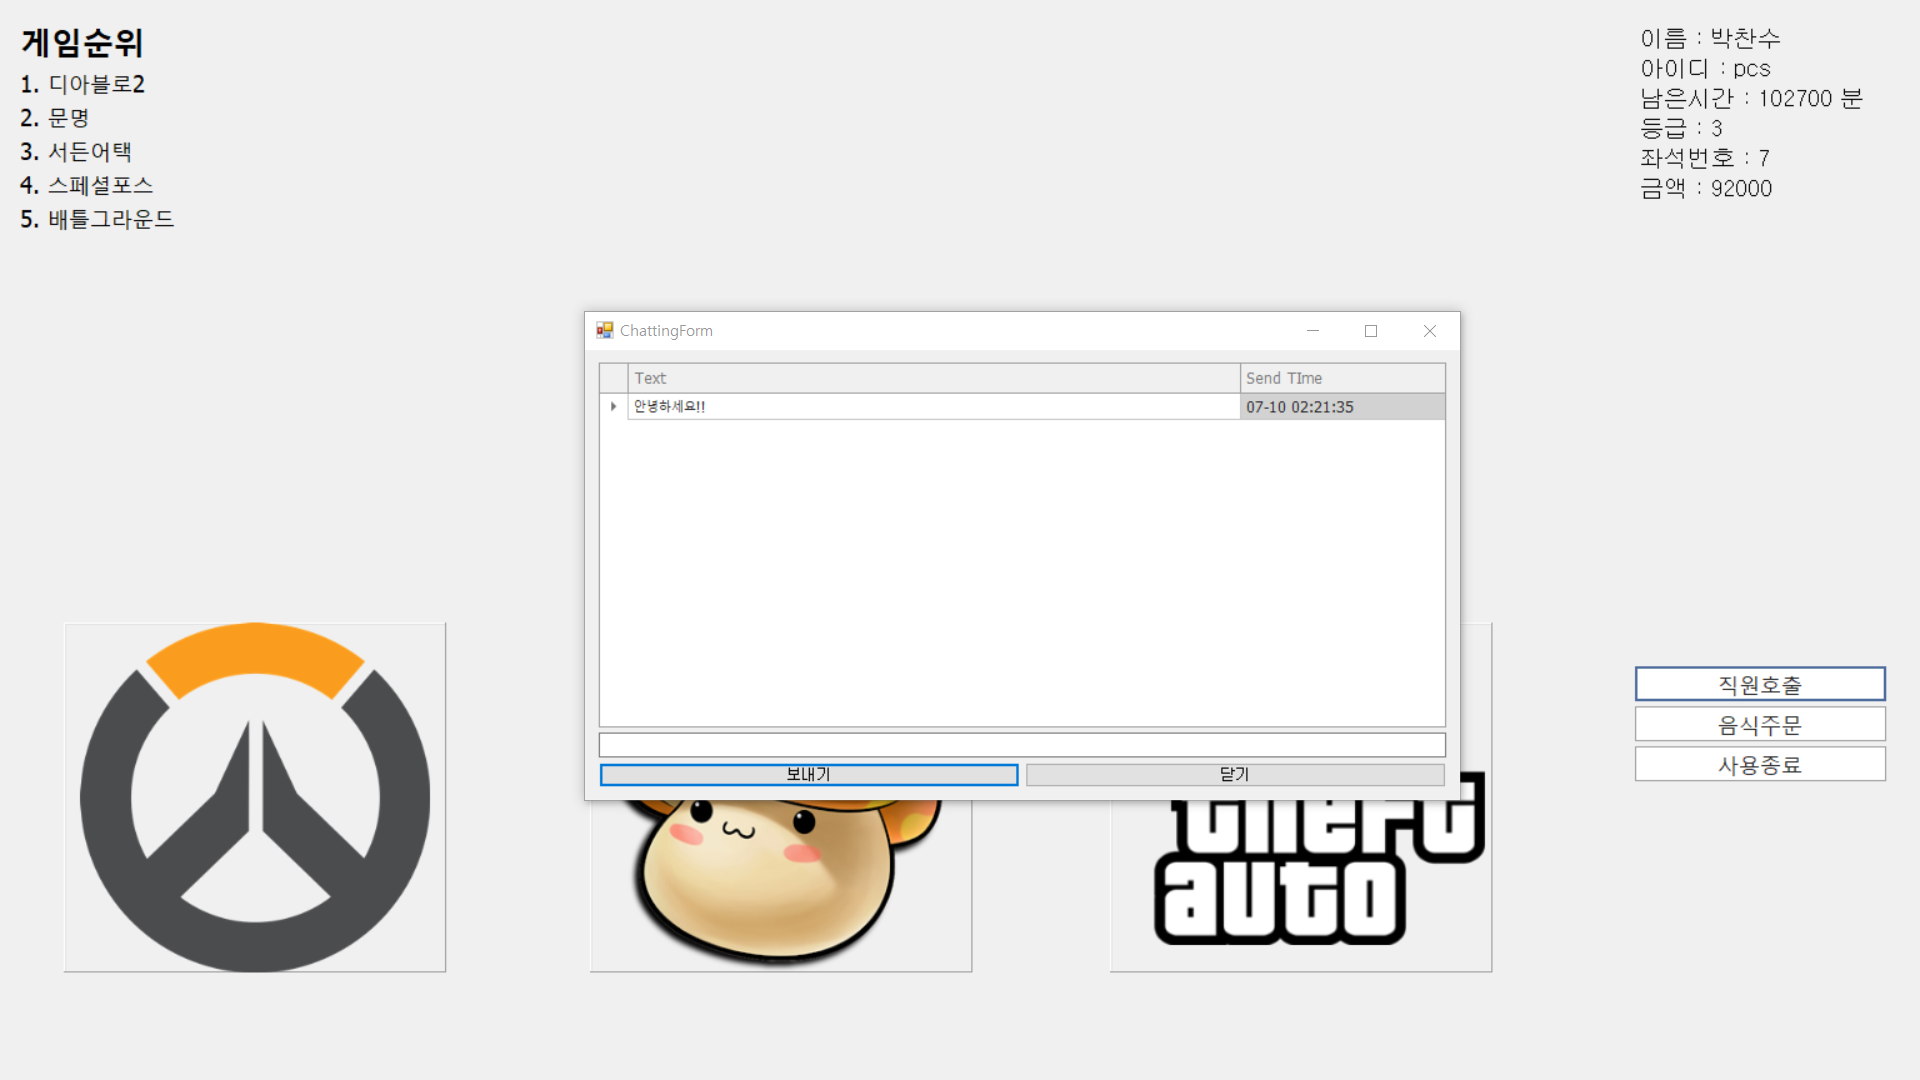 게임순위
1. 디아블로2
2. 문명
3. 서든어택
4. 스페셜포스
5. 배틀그라운드
이름 : 박찬수
아이디 : pcs
남은시간 : 102700 분
등급 : 3
좌석번호 : 7
금액 : 92000
ChattingForm
Text Send TIme
안녕하세요!! 07-10 02:21:35
보내기 닫기
직원호출
음식주문
사용종료
theft
auto